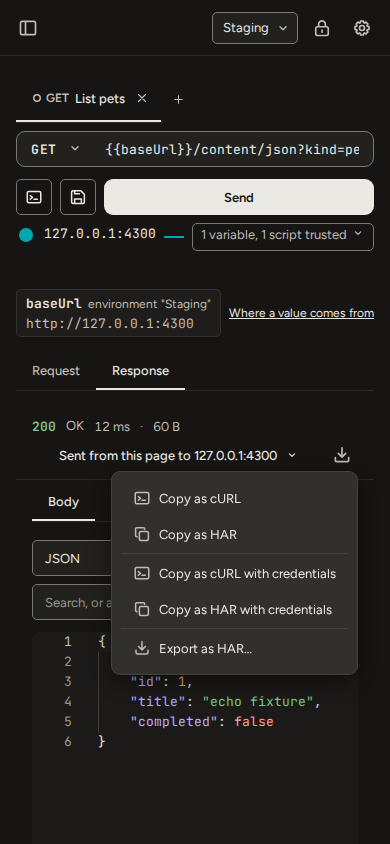 Staging
GET List pets
GET {{baseUrl}}/content/json?kind=pe
Send
127.0.0.1:4300 1 variable, 1 script trusted
baseUrl environment "Staging"
http://127.0.0.1:4300
Where a value comes from
Request Response
200 OK 12 ms · 60 B
Sent from this page to 127.0.0.1:4300
Body
Copy as cURL
Copy as HAR
Copy as cURL with credentials
Copy as HAR with credentials
Export as HAR...
JSON
Search, or a
1 {
2
3 "id": 1,
4 "title": "echo fixture",
5 "completed": false
6 }